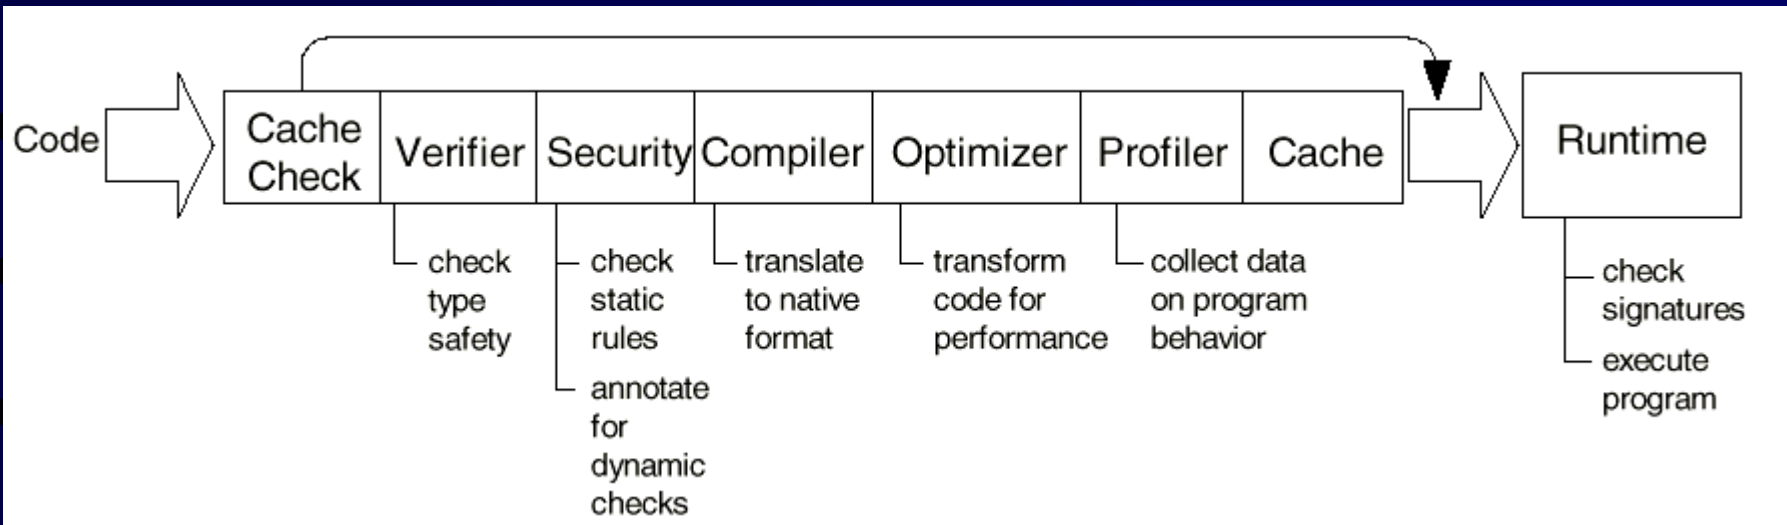 Code
Cache
Check
Verifier
Security
Compiler
Optimizer
Profiler
Cache
Runtime
check
type
safety
check
static
rules
annotate
for
dynamic
checks
translate
to native
format
transform
code for
performance
collect data
on program
behavior
check
signatures
execute
program